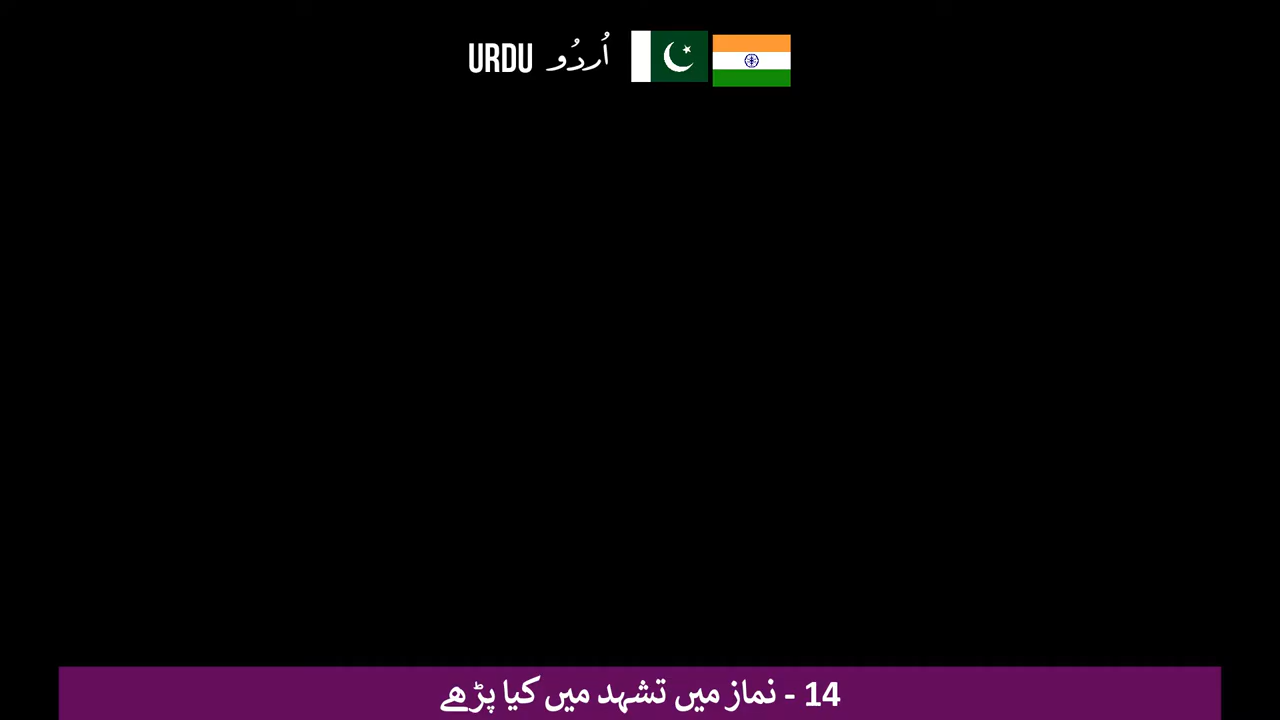 URDU اُردُو
14 - نماز میں تشہد میں کیا پڑھے